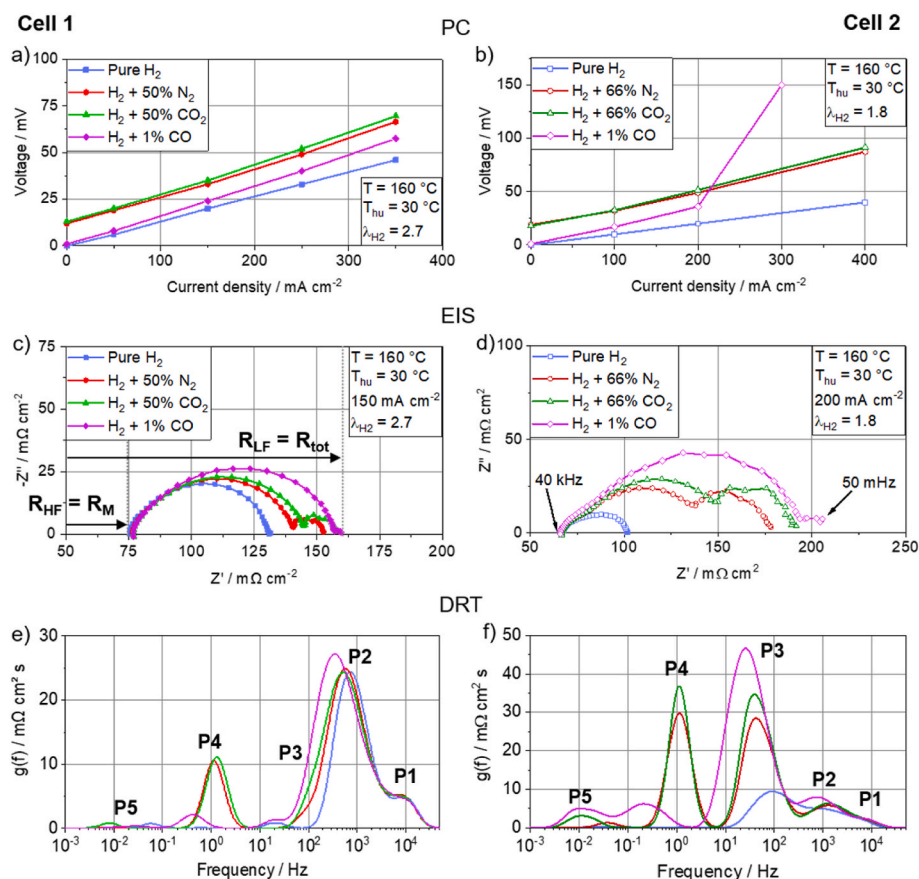 Cell 1
PC
Cell 2
a)
Voltage / mV
100
75
50
25
0
Pure H₂
H₂ + 50% N₂
H₂ + 50% CO₂
H₂ + 1% CO
T = 160 °C
Tₕᵤ = 30 °C
λH2 = 2.7
0 100 200 300 400
Current density / mA cm⁻²
b)
Voltage / mV
150
100
50
0
Pure H₂
H₂ + 66% N₂
H₂ + 66% CO₂
H₂ + 1% CO
T = 160 °C
Tₕᵤ = 30 °C
λH2 = 1.8
0 100 200 300 400
Current density / mA cm⁻²
EIS
c)
-Z'' / mΩ cm⁻²
75
50
25
0
Pure H₂
H₂ + 50% N₂
H₂ + 50% CO₂
H₂ + 1% CO
T = 160 °C
Tₕᵤ = 30 °C
150 mA cm⁻²
λH2 = 2.7
R_LF = R_tot
R_HF = R_M
50 75 100 125 150 175 200
Z' / mΩ cm⁻²
d)
Z'' / mΩ cm²
100
50
0
Pure H₂
H₂ + 66% N₂
H₂ + 66% CO₂
H₂ + 1% CO
T = 160 °C
Tₕᵤ = 30 °C
200 mA cm⁻²
λH2 = 1.8
40 kHz
50 mHz
50 100 150 200 250
Z' / mΩ cm²
DRT
e)
g(f) / mΩ cm² s
30
20
10
0
P5
P4
P3
P2
P1
10⁻³ 10⁻² 10⁻¹ 10⁰ 10¹ 10² 10³ 10⁴
Frequency / Hz
f)
g(f) / mΩ cm² s
50
40
30
20
10
0
P5
P4
P3
P2
P1
10⁻³ 10⁻² 10⁻¹ 10⁰ 10¹ 10² 10³ 10⁴
Frequency / Hz